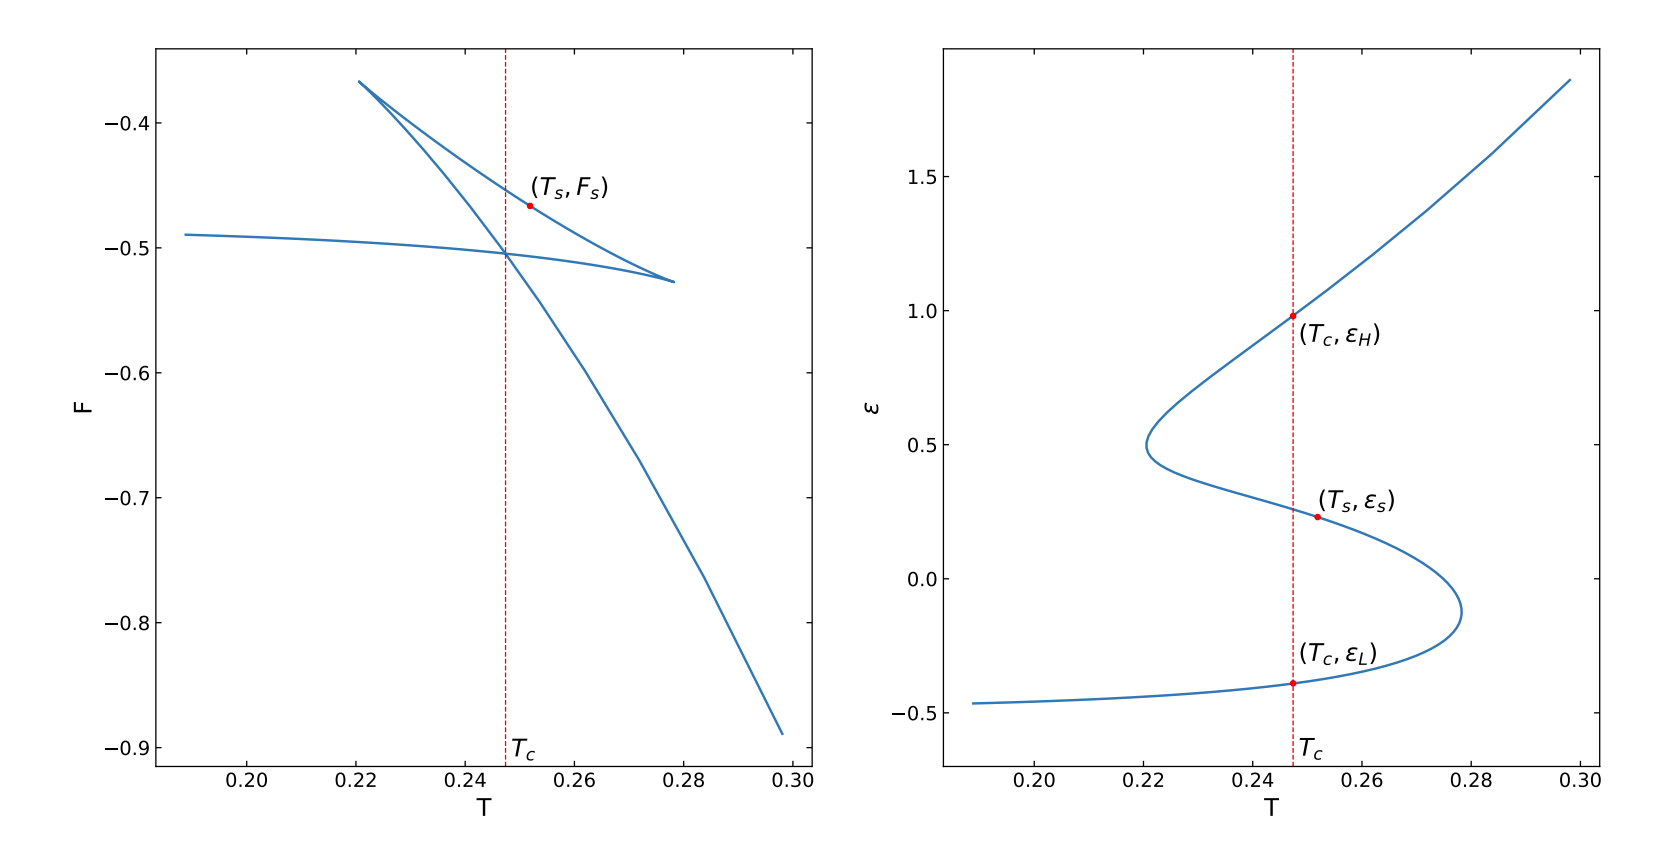 −0.4
−0.5
−0.6
−0.7
−0.8
−0.9
F
(T_s, F_s)
T_c
0.20 0.22 0.24 0.26 0.28 0.30
T
1.5
1.0
0.5
0.0
−0.5
ε
(T_c, ε_H)
(T_s, ε_s)
(T_c, ε_L)
T_c
0.20 0.22 0.24 0.26 0.28 0.30
T